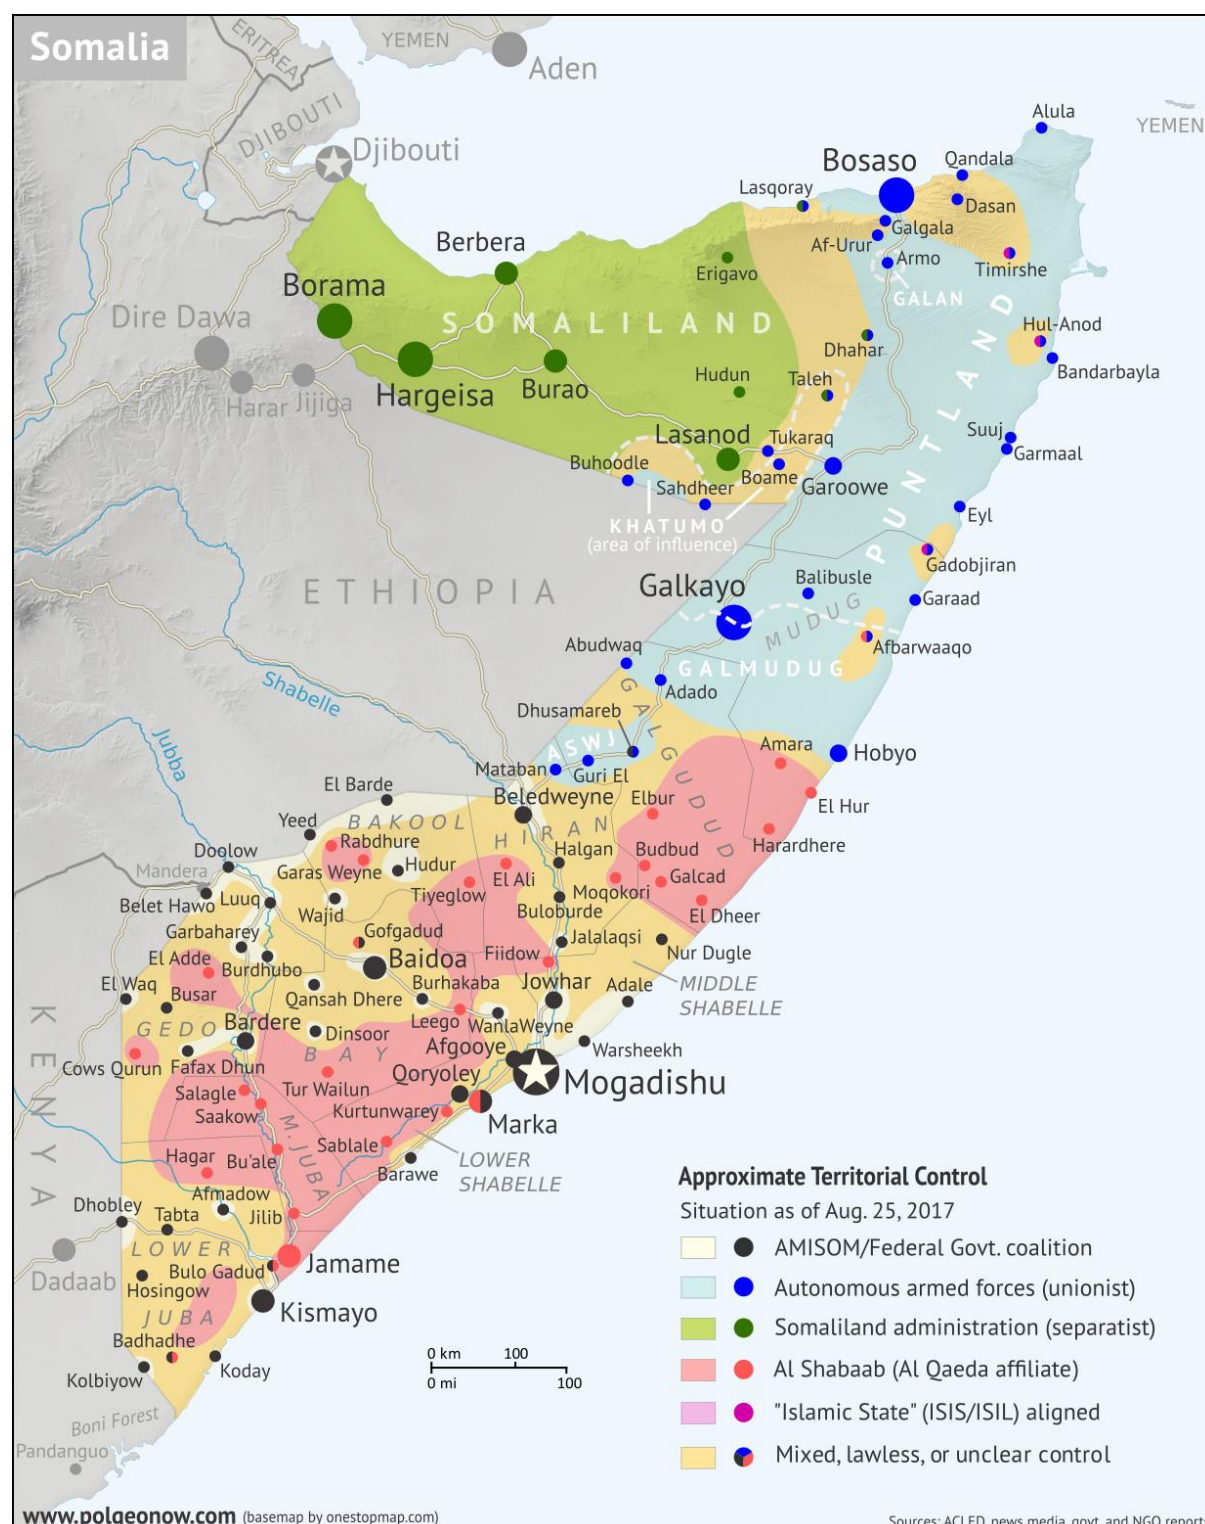 Somalia
ERITREA
YEMEN
Aden
DJIBOUTI
Djibouti
Alula
YEMEN
Bosaso
Qandala
Lasqoray
Dasan
Galgala
Af-Urur
Armo
Timirshe
Berbera
Erigavo
GALAN
Borama
SOMALILAND
Dire Dawa
Hul-Anod
Dhahar
Bandarbayla
Harar
Jijiga
Hargeisa
Burao
Hudun
Taleh
PUNTLAND
Lasanod
Tukaraq
Suuj
Garmaal
Buhoodle
Boame
Sahdheer
Garoowe
KHATUMO
(area of influence)
Eyl
Gadobjiran
ETHIOPIA
Galkayo
Balibusle
Garaad
MUDUG
Abudwaq
Afbarwaaqo
GALMUDUG
Shabelle
Adado
GALGUDUD
Dhusamareb
Jubba
ASWJ
Amara
Hobyo
Mataban
Guri El
El Barde
Beledweyne
Elbur
El Hur
Yeed
BAKOOL
HIRAN
Rabdhure
Harardhere
Doolow
Halgan
Budbud
Mandera
Garas Weyne
Hudur
El Ali
Galcad
Tiyeglow
Moqokori
Belet Hawo
Luuq
Wajid
Buloburde
El Dheer
Garbaharey
Gofgadud
Jalalaqsi
El Adde
Fiidow
Nur Dugle
Burdhubo
Baidoa
El Waq
Busar
Qansah Dhere
Burhakaba
Jowhar
Adale
MIDDLE
SHABELLE
KENYA
GEDO
Bardere
Leego
WanlaWeyne
Dinsoor
BAY
Afgooye
Warsheekh
Cows Qurun
Fafax Dhun
Qoryoley
Mogadishu
Salagle
Tur Wailun
Saakow
Kurtunwarey
Marka
M.JUBA
Sablale
Hagar
Bu'ale
Barawe
LOWER
SHABELLE
Afmadow
Dhobley
Tabta
Jilib
LOWER
JUBA
Dadaab
Bulo Gadud
Jamame
Hosingow
Kismayo
Badhadhe
Koday
Kolbiyow
Boni Forest
Pandanguo
0 km 100
0 mi 100
Approximate Territorial Control
Situation as of Aug. 25, 2017
AMISOM/Federal Govt. coalition
Autonomous armed forces (unionist)
Somaliland administration (separatist)
Al Shabaab (Al Qaeda affiliate)
"Islamic State" (ISIS/ISIL) aligned
Mixed, lawless, or unclear control
www.polgeonow.com (basemap by onestopmap.com)
Sources: ACLED, news media, govt. and NGO reports